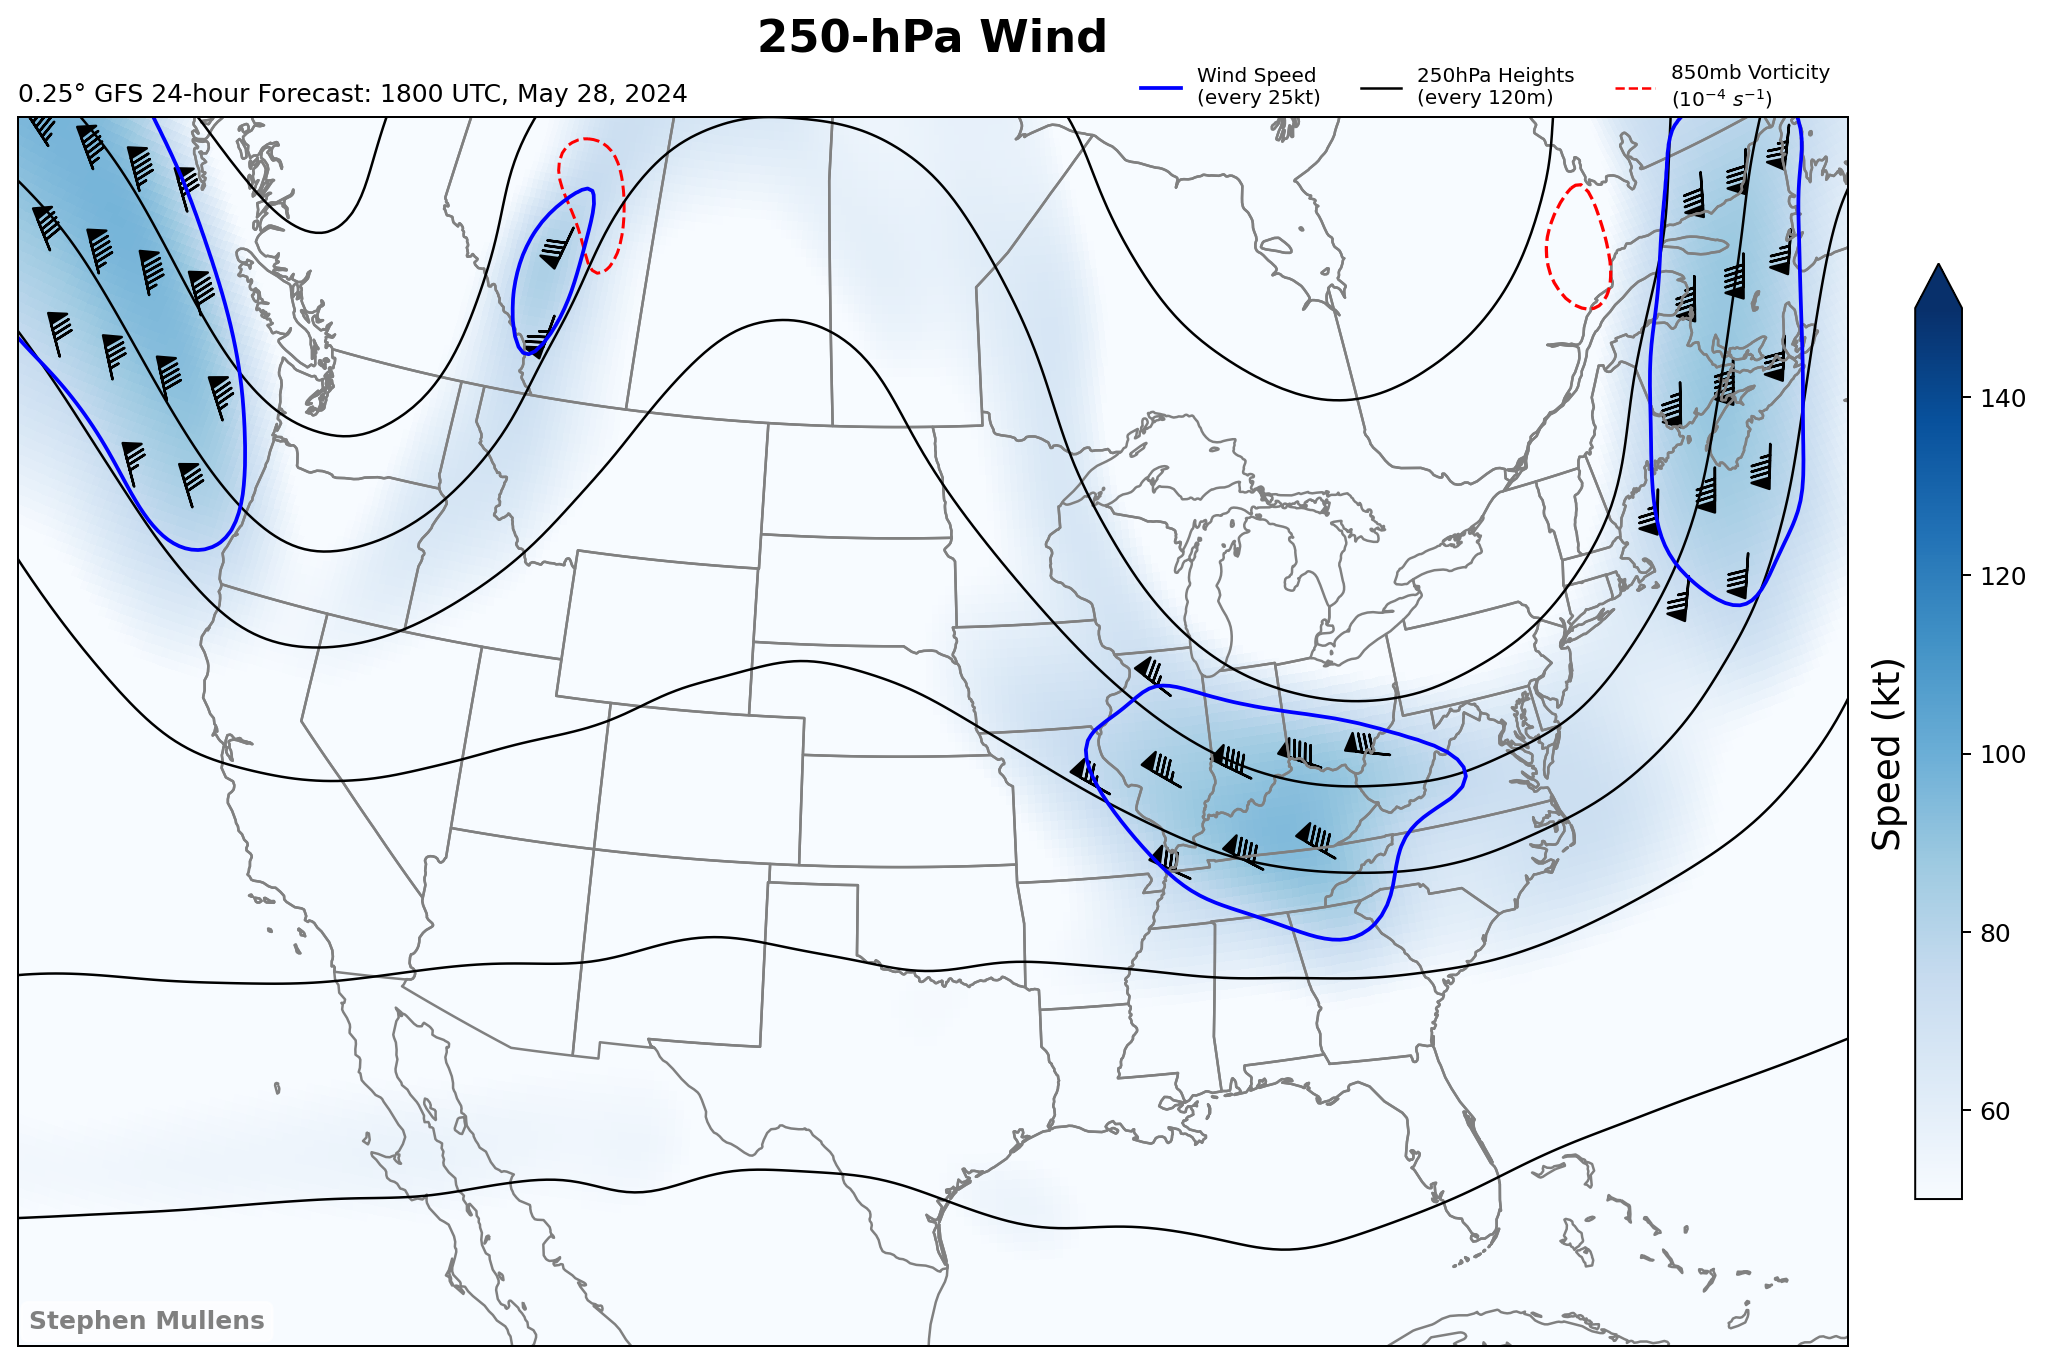 250-hPa Wind
0.25° GFS 24-hour Forecast: 1800 UTC, May 28, 2024
Wind Speed
(every 25kt)
250hPa Heights
(every 120m)
850mb Vorticity
(10⁻⁴ s⁻¹)
140
120
100
80
60
Speed (kt)
Stephen Mullens